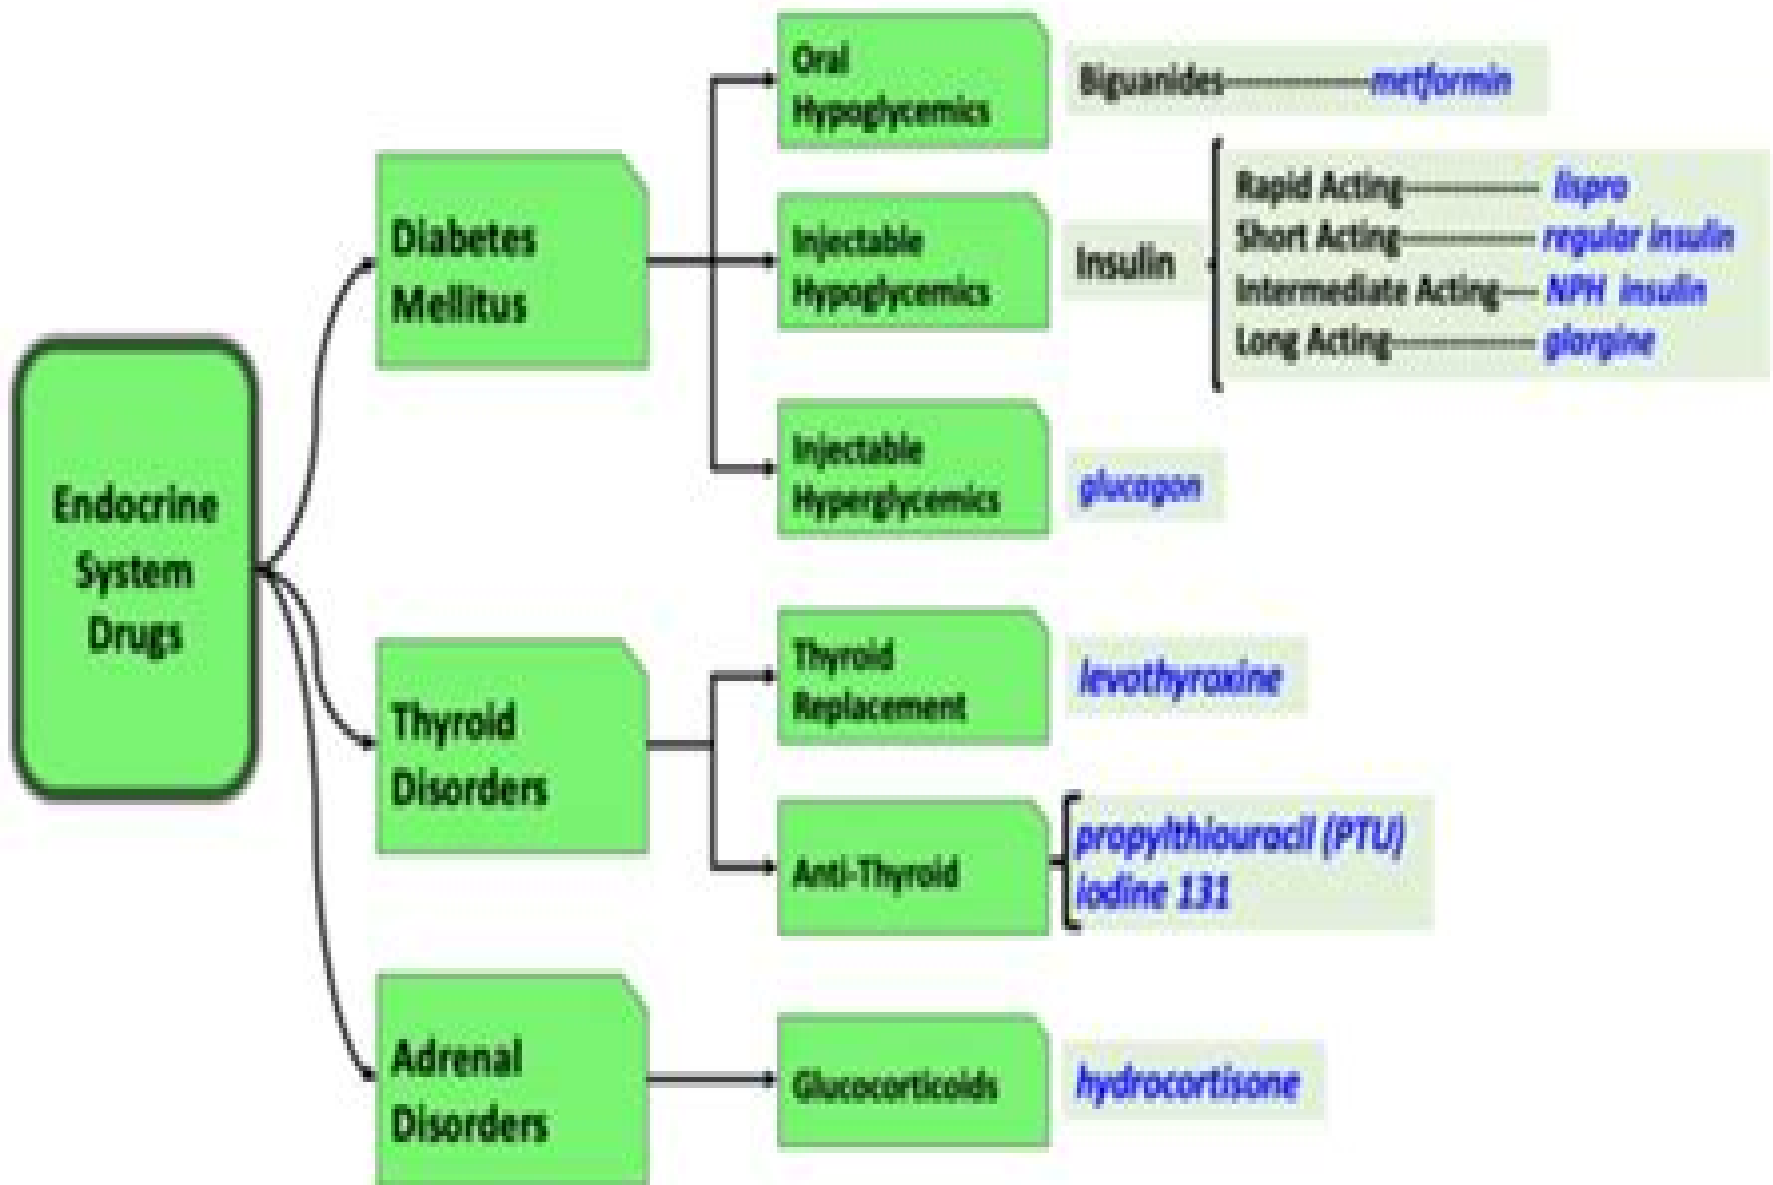 Endocrine
System
Drugs
Diabetes
Mellitus
Oral
Hypoglycemics
Biguanides---------------metformin
Injectable
Hypoglycemics
Insulin
Rapid Acting-------------- lispro
Short Acting-------------- regular insulin
Intermediate Acting---- NPH insulin
Long Acting--------------- glargine
Injectable
Hyperglycemics
glucagon
Thyroid
Disorders
Thyroid
Replacement
levothyroxine
Anti-Thyroid
propylthiouracil (PTU)
iodine 131
Adrenal
Disorders
Glucocorticoids
hydrocortisone